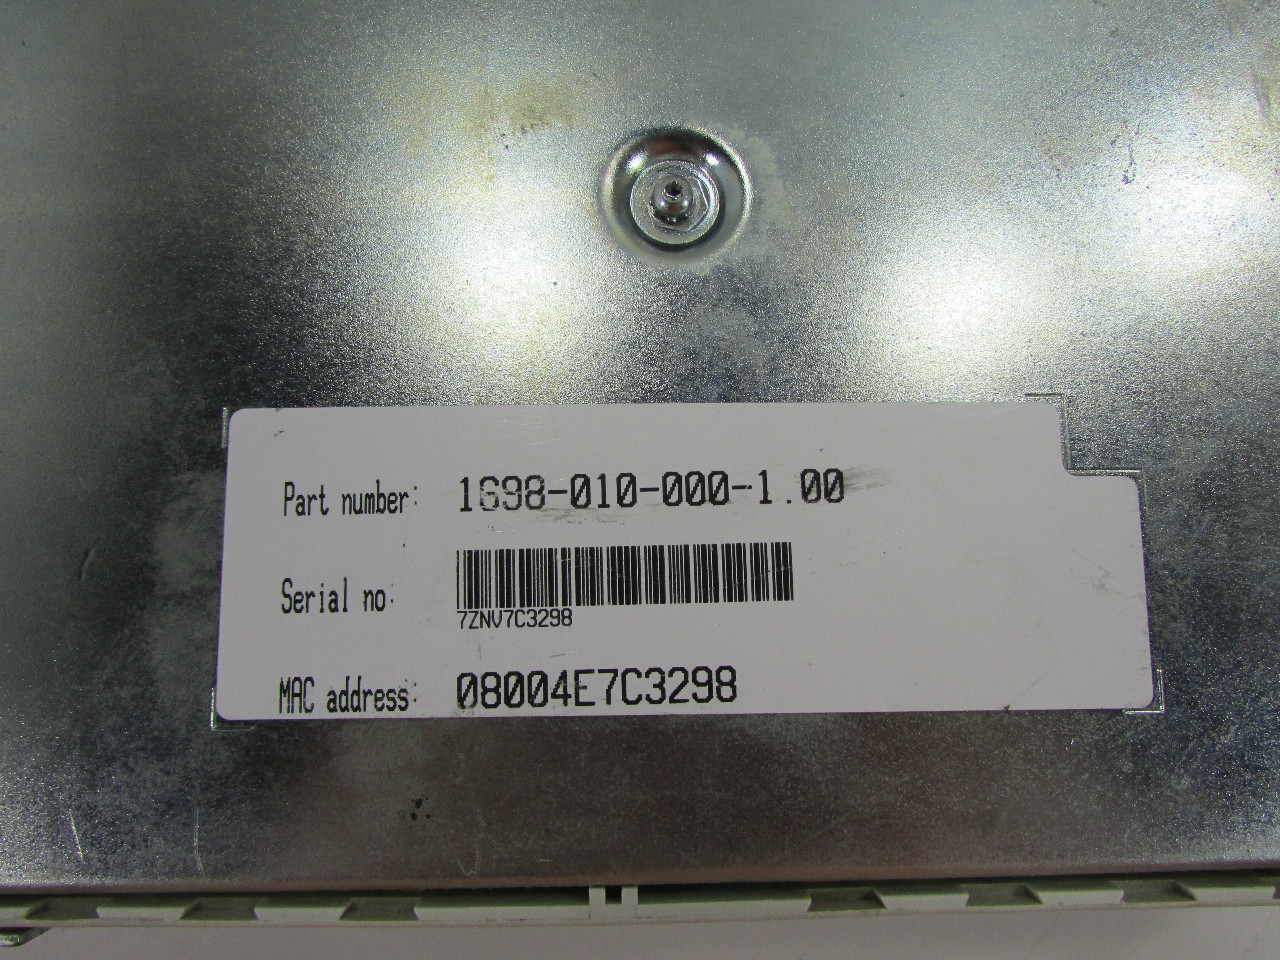 Part number: 1698-010-000-1.00
Serial no:
7ZNV7C3298
MAC address: 08004E7C3298